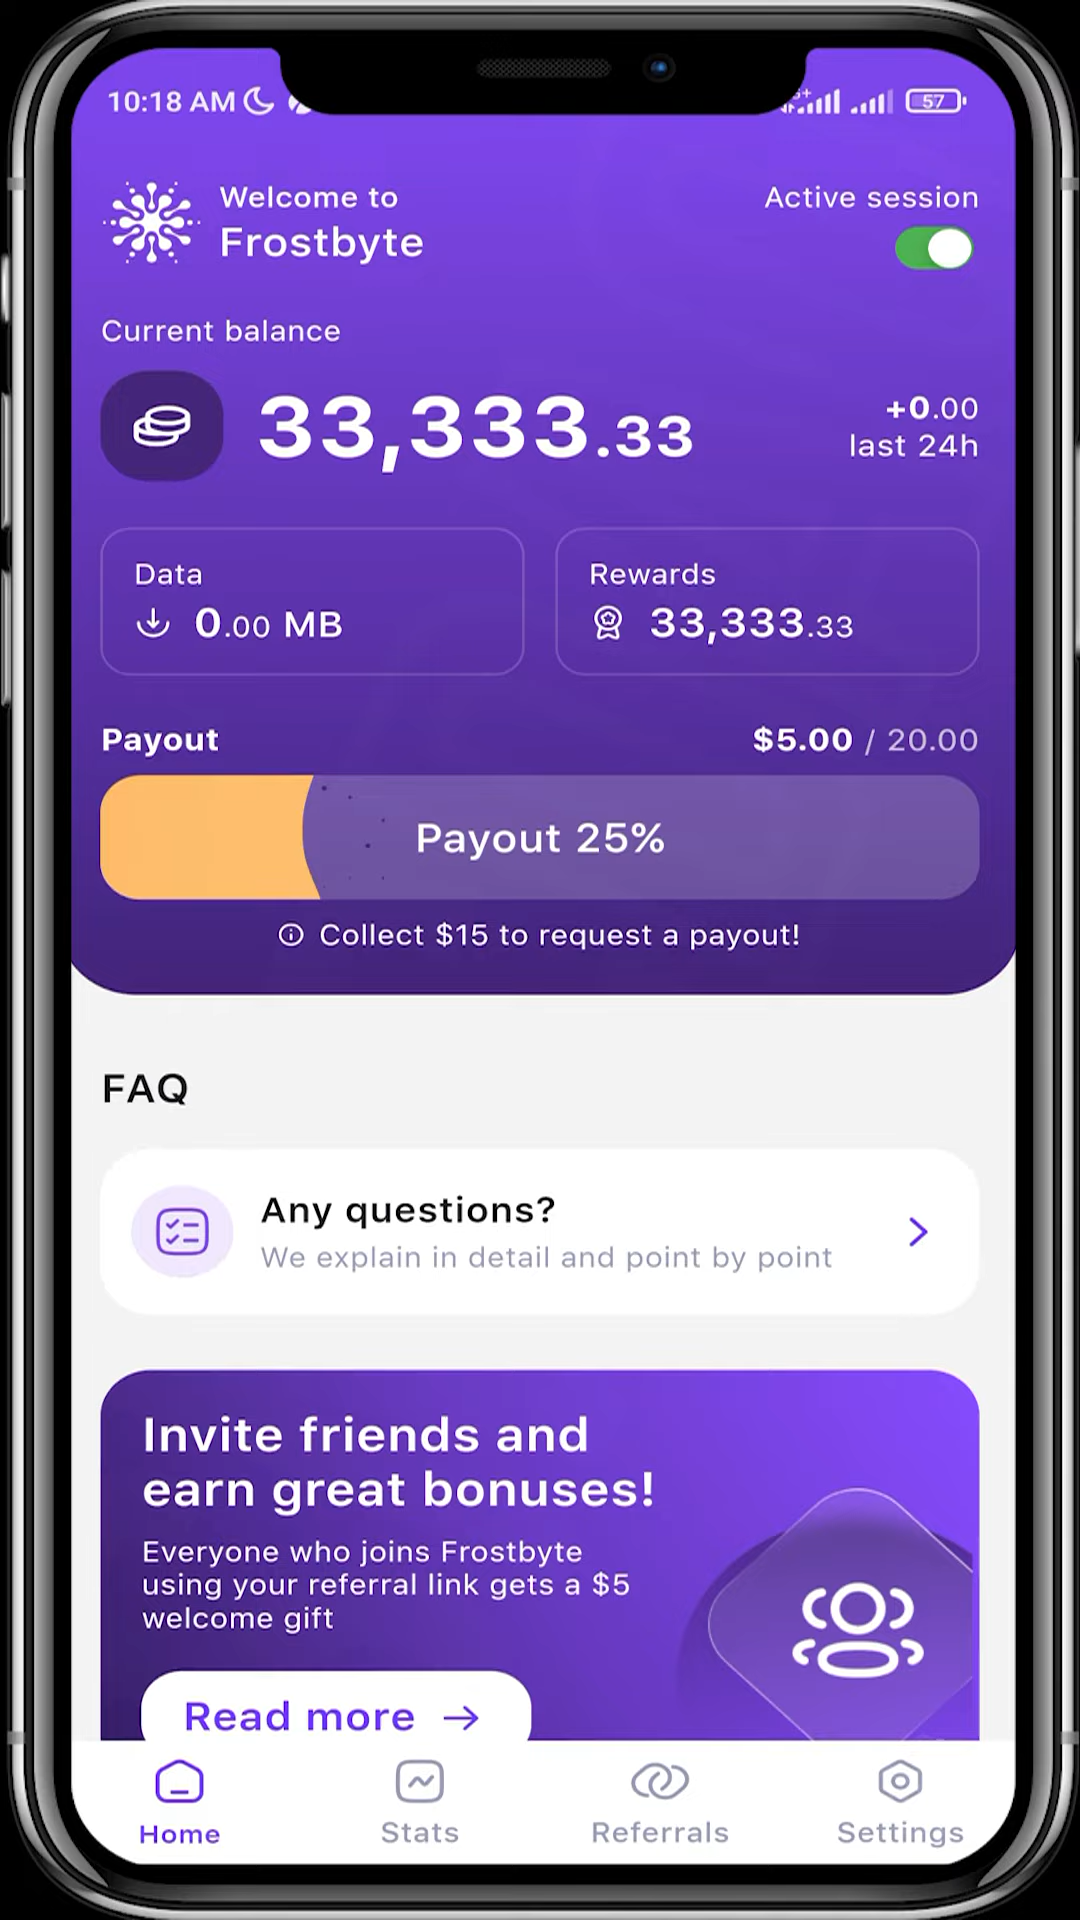 10:18 AM
57
Welcome to
Frostbyte
Active session
Current balance
33,333.33
+0.00
last 24h
Data
0.00 MB
Rewards
33,333.33
Payout
$5.00 / 20.00
Payout 25%
Collect $15 to request a payout!
FAQ
Any questions?
We explain in detail and point by point
Invite friends and
earn great bonuses!
Everyone who joins Frostbyte
using your referral link gets a $5
welcome gift
Read more →
Home
Stats
Referrals
Settings